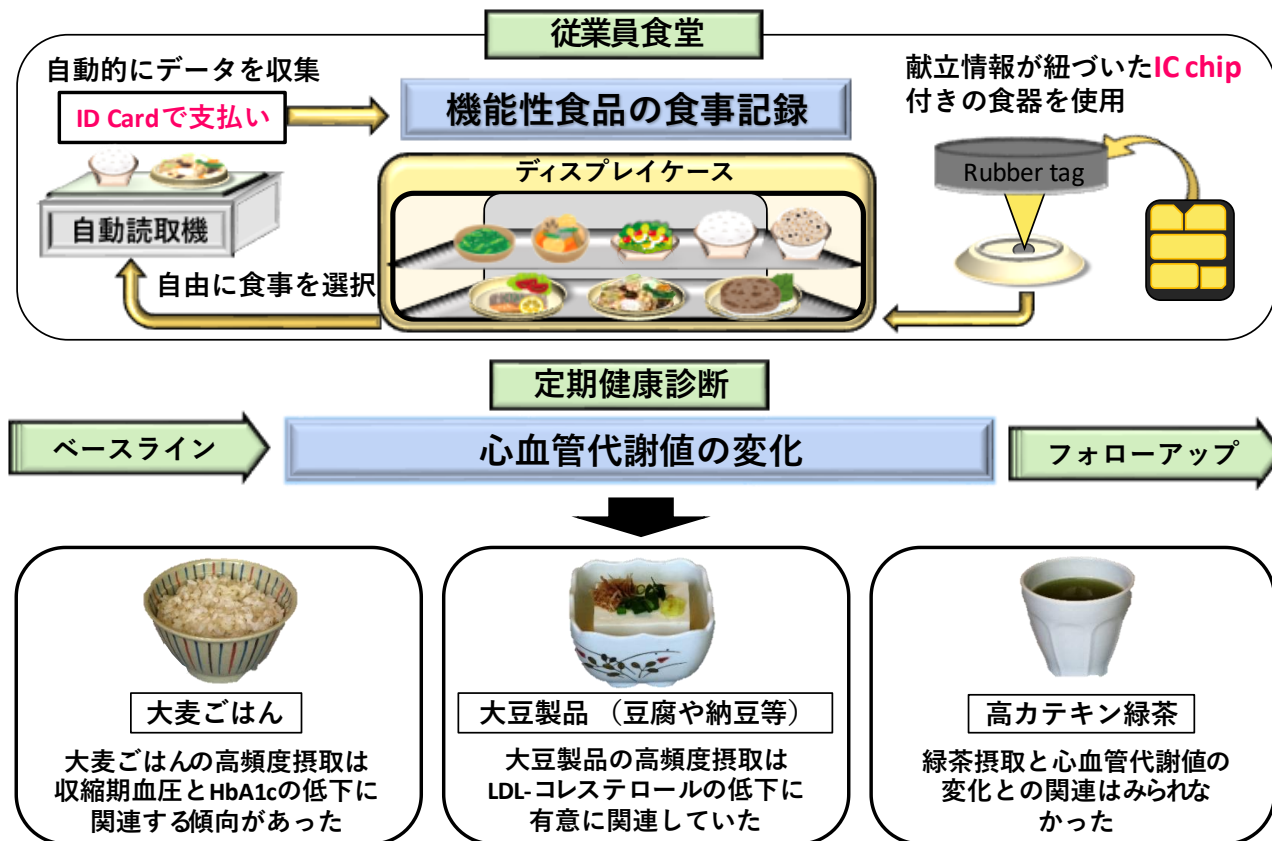 従業員食堂
自動的にデータを収集
ID Cardで支払い
機能性食品の食事記録
献立情報が紐づいたIC chip
付きの食器を使用
ディスプレイケース
Rubber tag
自動読取機
自由に食事を選択
定期健康診断
ベースライン
心血管代謝値の変化
フォローアップ
大麦ごはん
大麦ごはんの高頻度摂取は
収縮期血圧とHbA1cの低下に
関連する傾向があった
大豆製品 （豆腐や納豆等）
大豆製品の高頻度摂取は
LDL-コレステロールの低下に
有意に関連していた
高カテキン緑茶
緑茶摂取と心血管代謝値の
変化との関連はみられな
かった